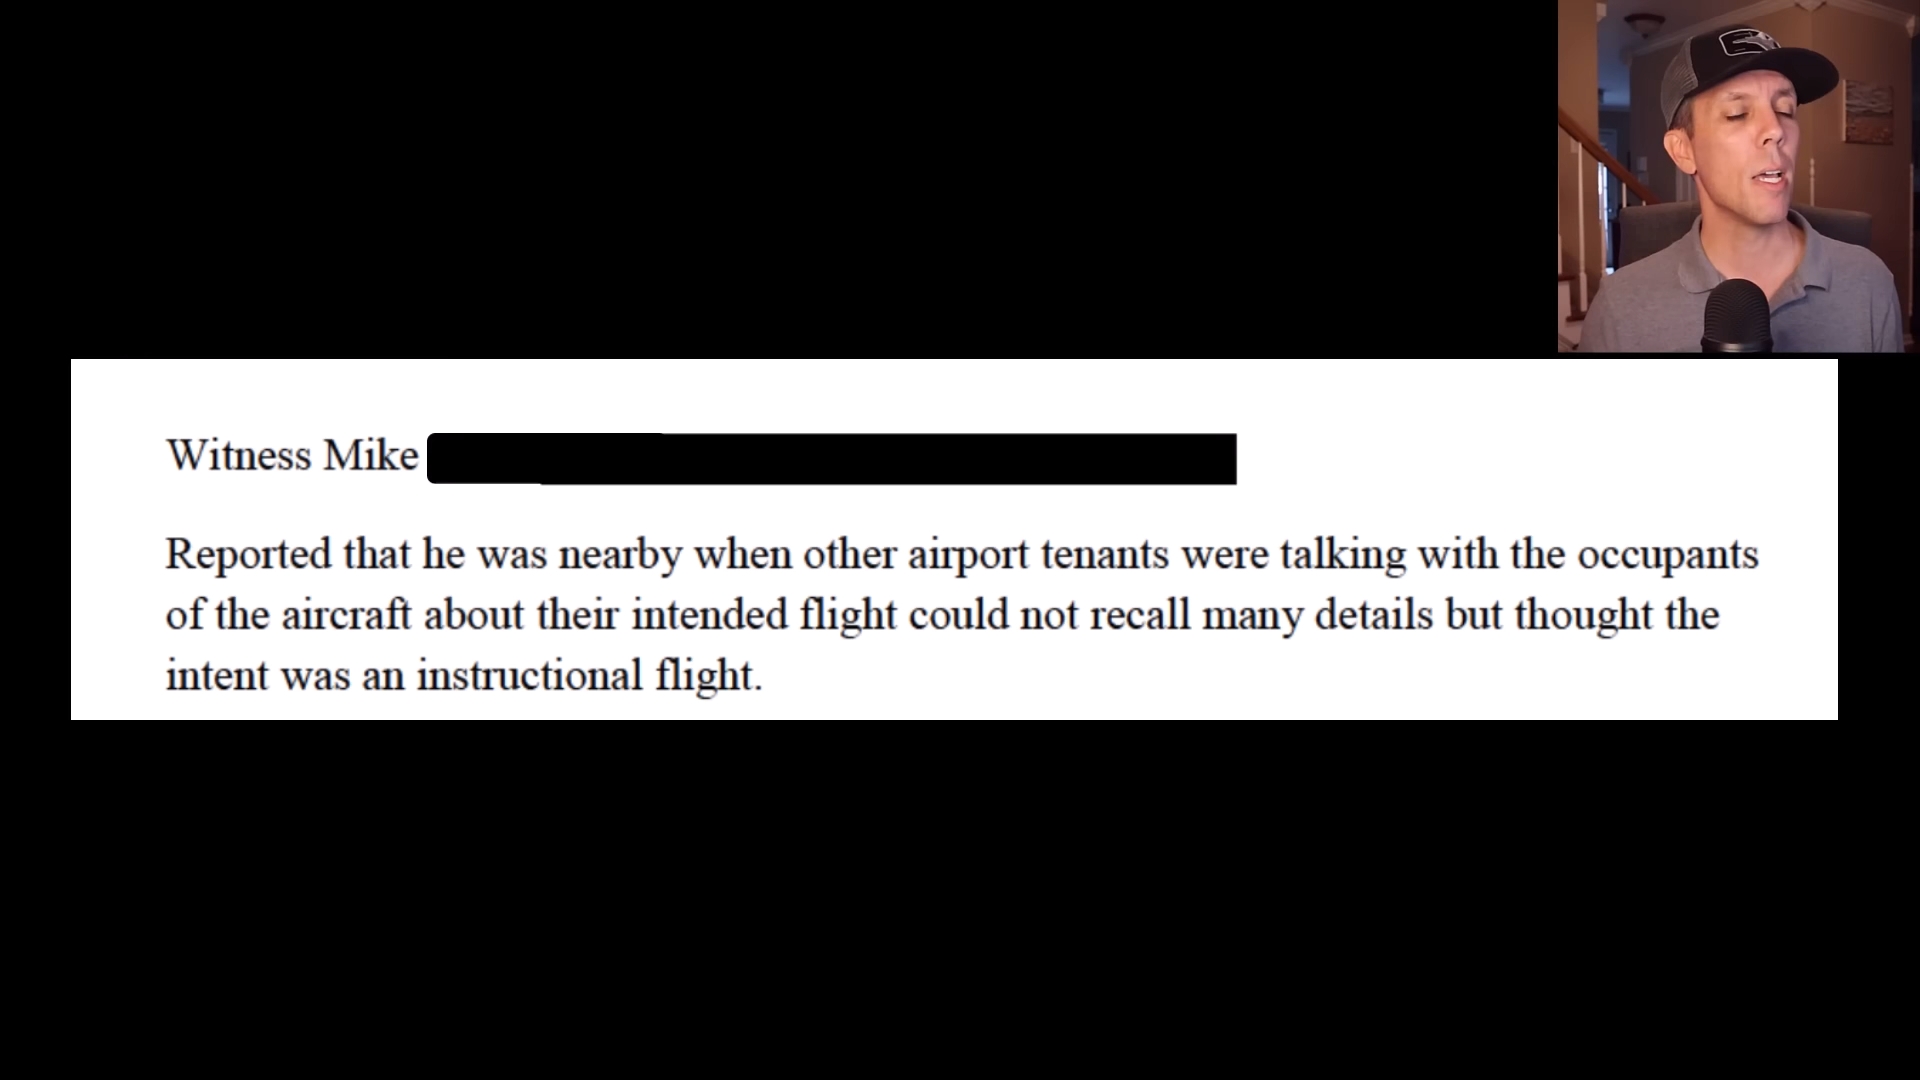 Witness Mike
Reported that he was nearby when other airport tenants were talking with the occupants
of the aircraft about their intended flight could not recall many details but thought the
intent was an instructional flight.